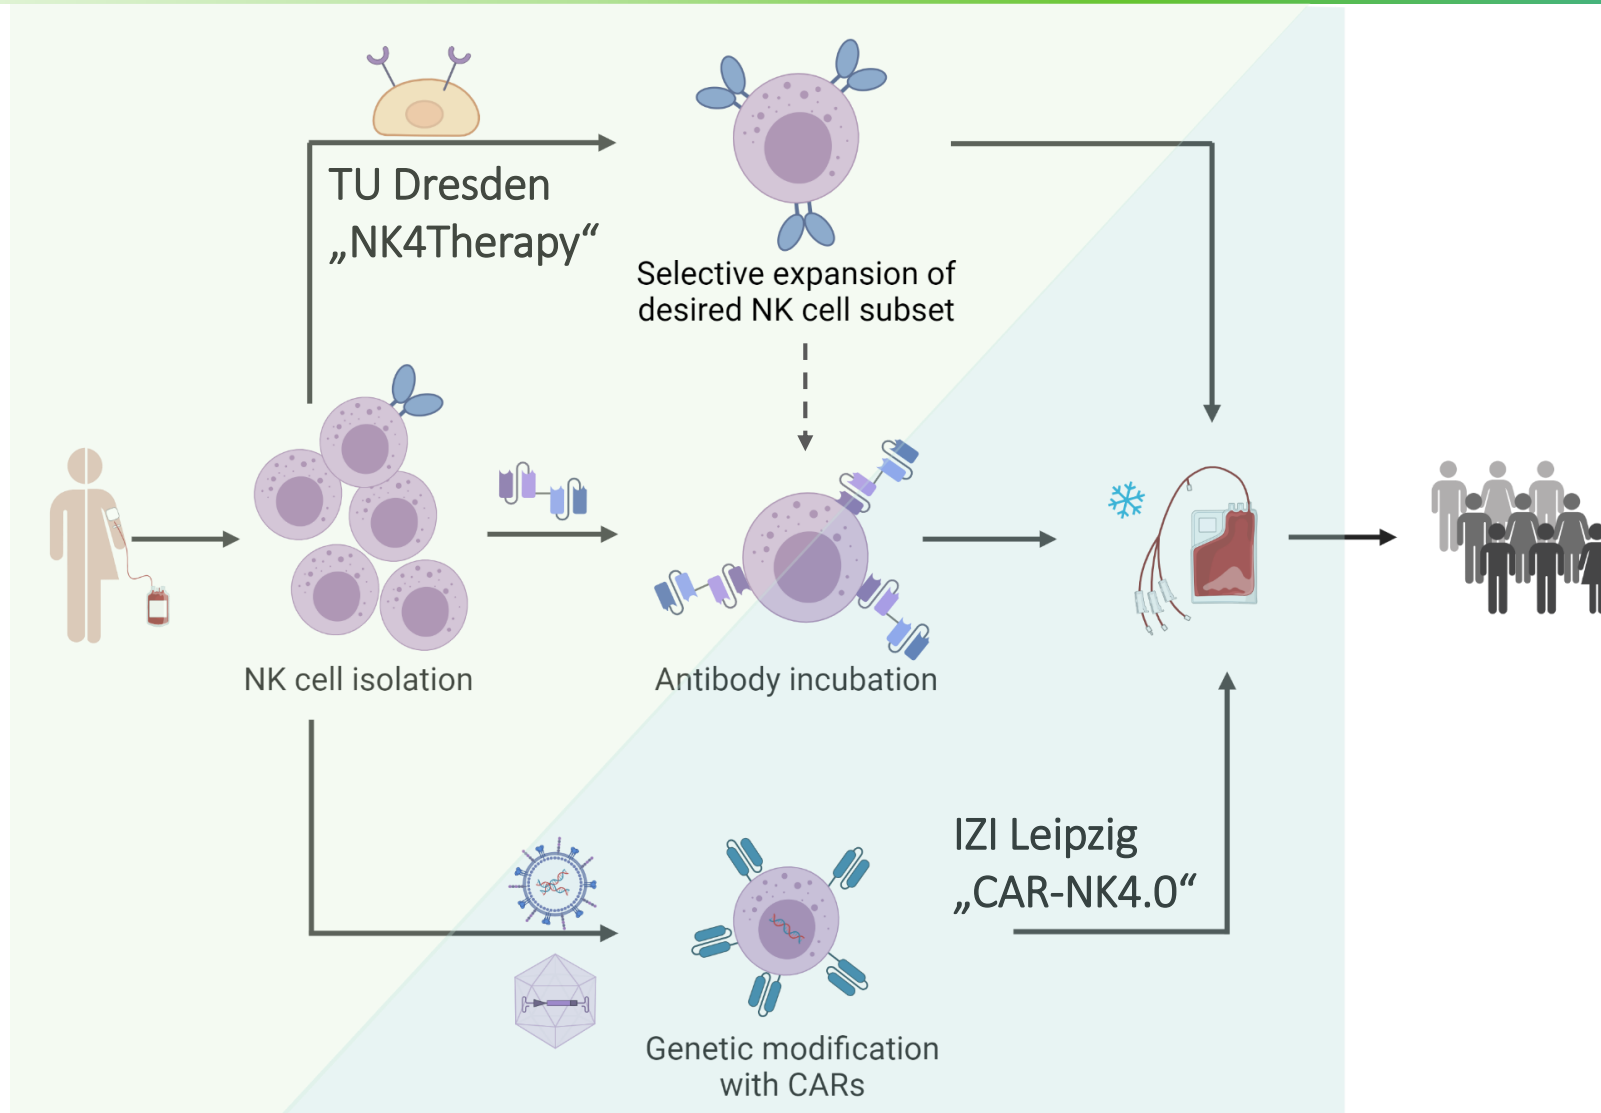 TU Dresden
„NK4Therapy“
Selective expansion of
desired NK cell subset
NK cell isolation
Antibody incubation
IZI Leipzig
„CAR-NK4.0“
Genetic modification
with CARs